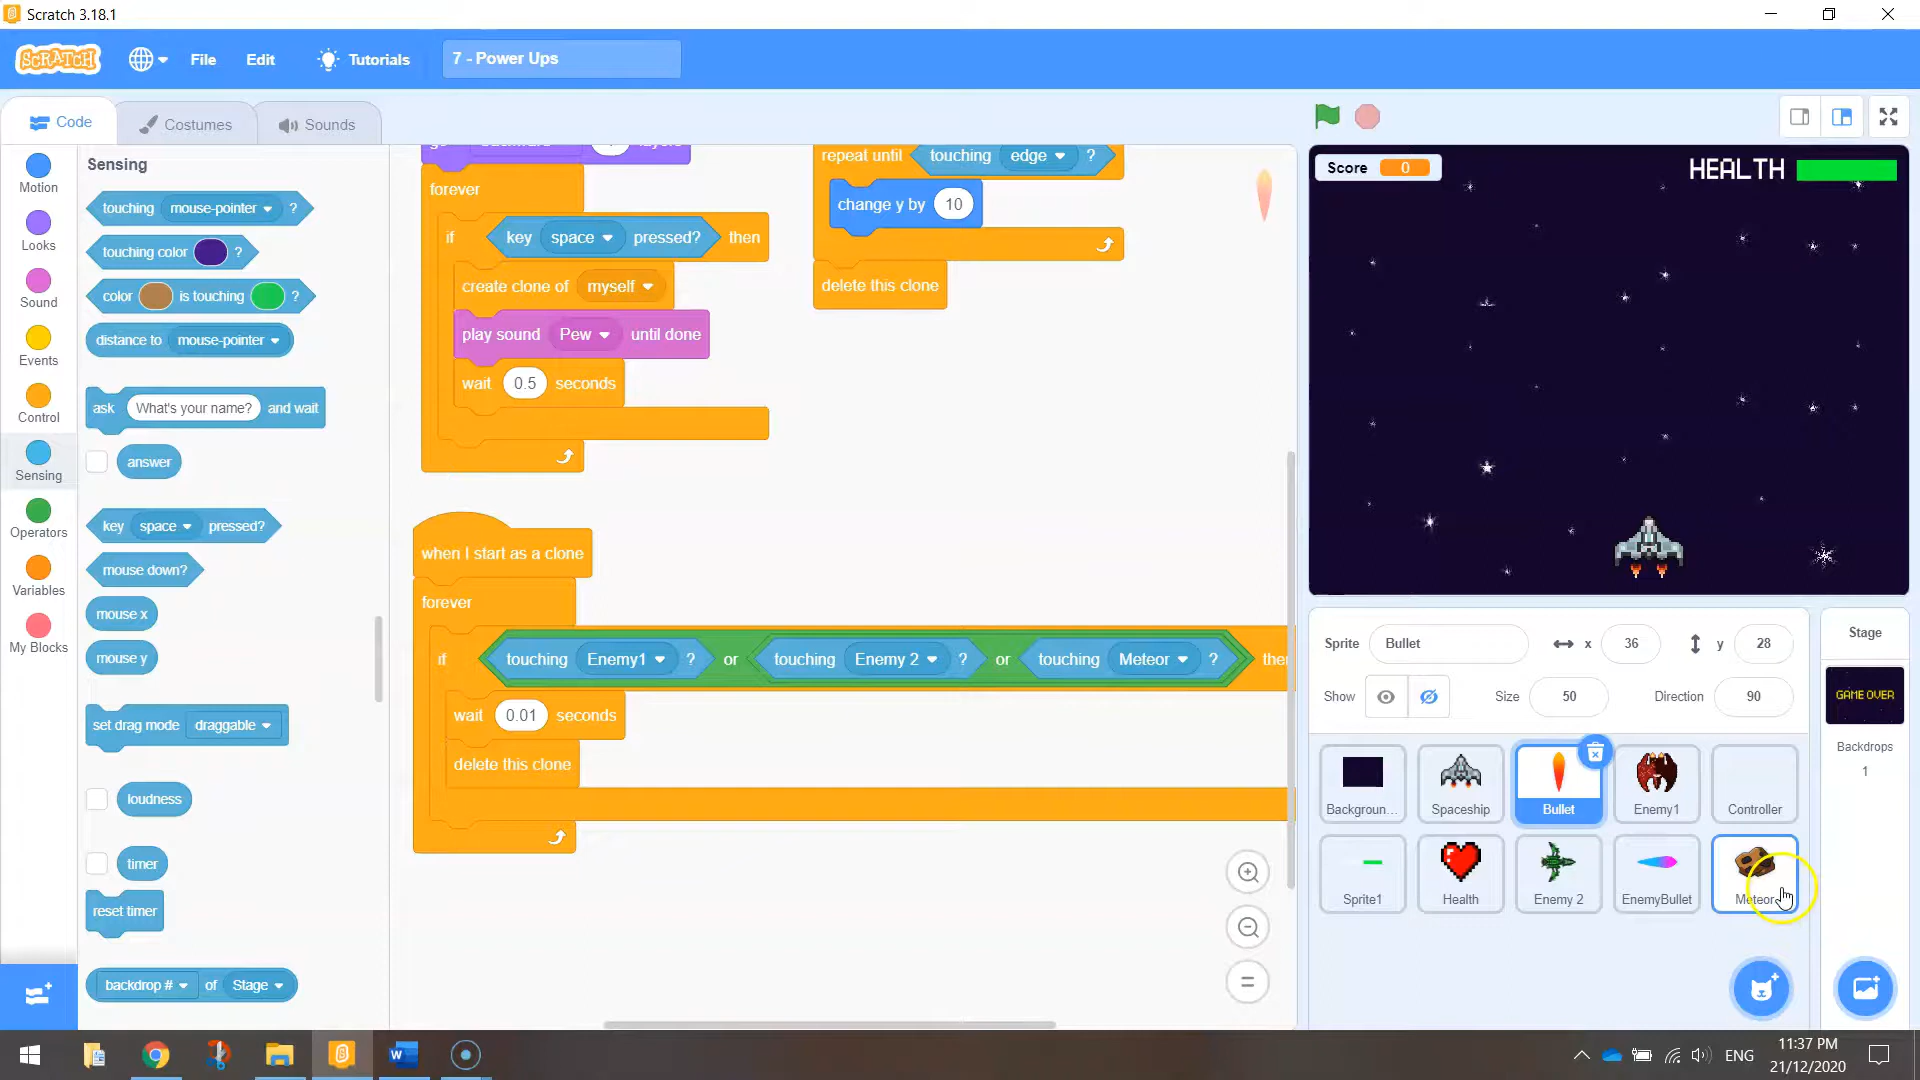 Scratch 3.18.1
SCRATCH
File
Edit
Tutorials
7 - Power Ups
Code
Costumes
Sounds
Motion
Looks
Sound
Events
Control
Sensing
Operators
Variables
My Blocks
Sensing
touching mouse-pointer ?
touching color ?
color is touching ?
distance to mouse-pointer
ask What's your name? and wait
answer
key space pressed?
mouse down?
mouse x
mouse y
set drag mode draggable
loudness
timer
reset timer
backdrop # of Stage
forever
if key space pressed? then
create clone of myself
play sound Pew until done
wait 0.5 seconds
repeat until touching edge ?
change y by 10
delete this clone
when I start as a clone
forever
if touching Enemy1 ? or touching Enemy 2 ? or touching Meteor ? then
wait 0.01 seconds
delete this clone
Score 0
HEALTH
Sprite Bullet x 36 y 28
Show Size 50 Direction 90
Stage
GAME OVER
Backdrops
1
Backgroun...
Spaceship
Bullet
Enemy1
Controller
Sprite1
Health
Enemy 2
EnemyBullet
Meteor
ENG
11:37 PM
21/12/2020